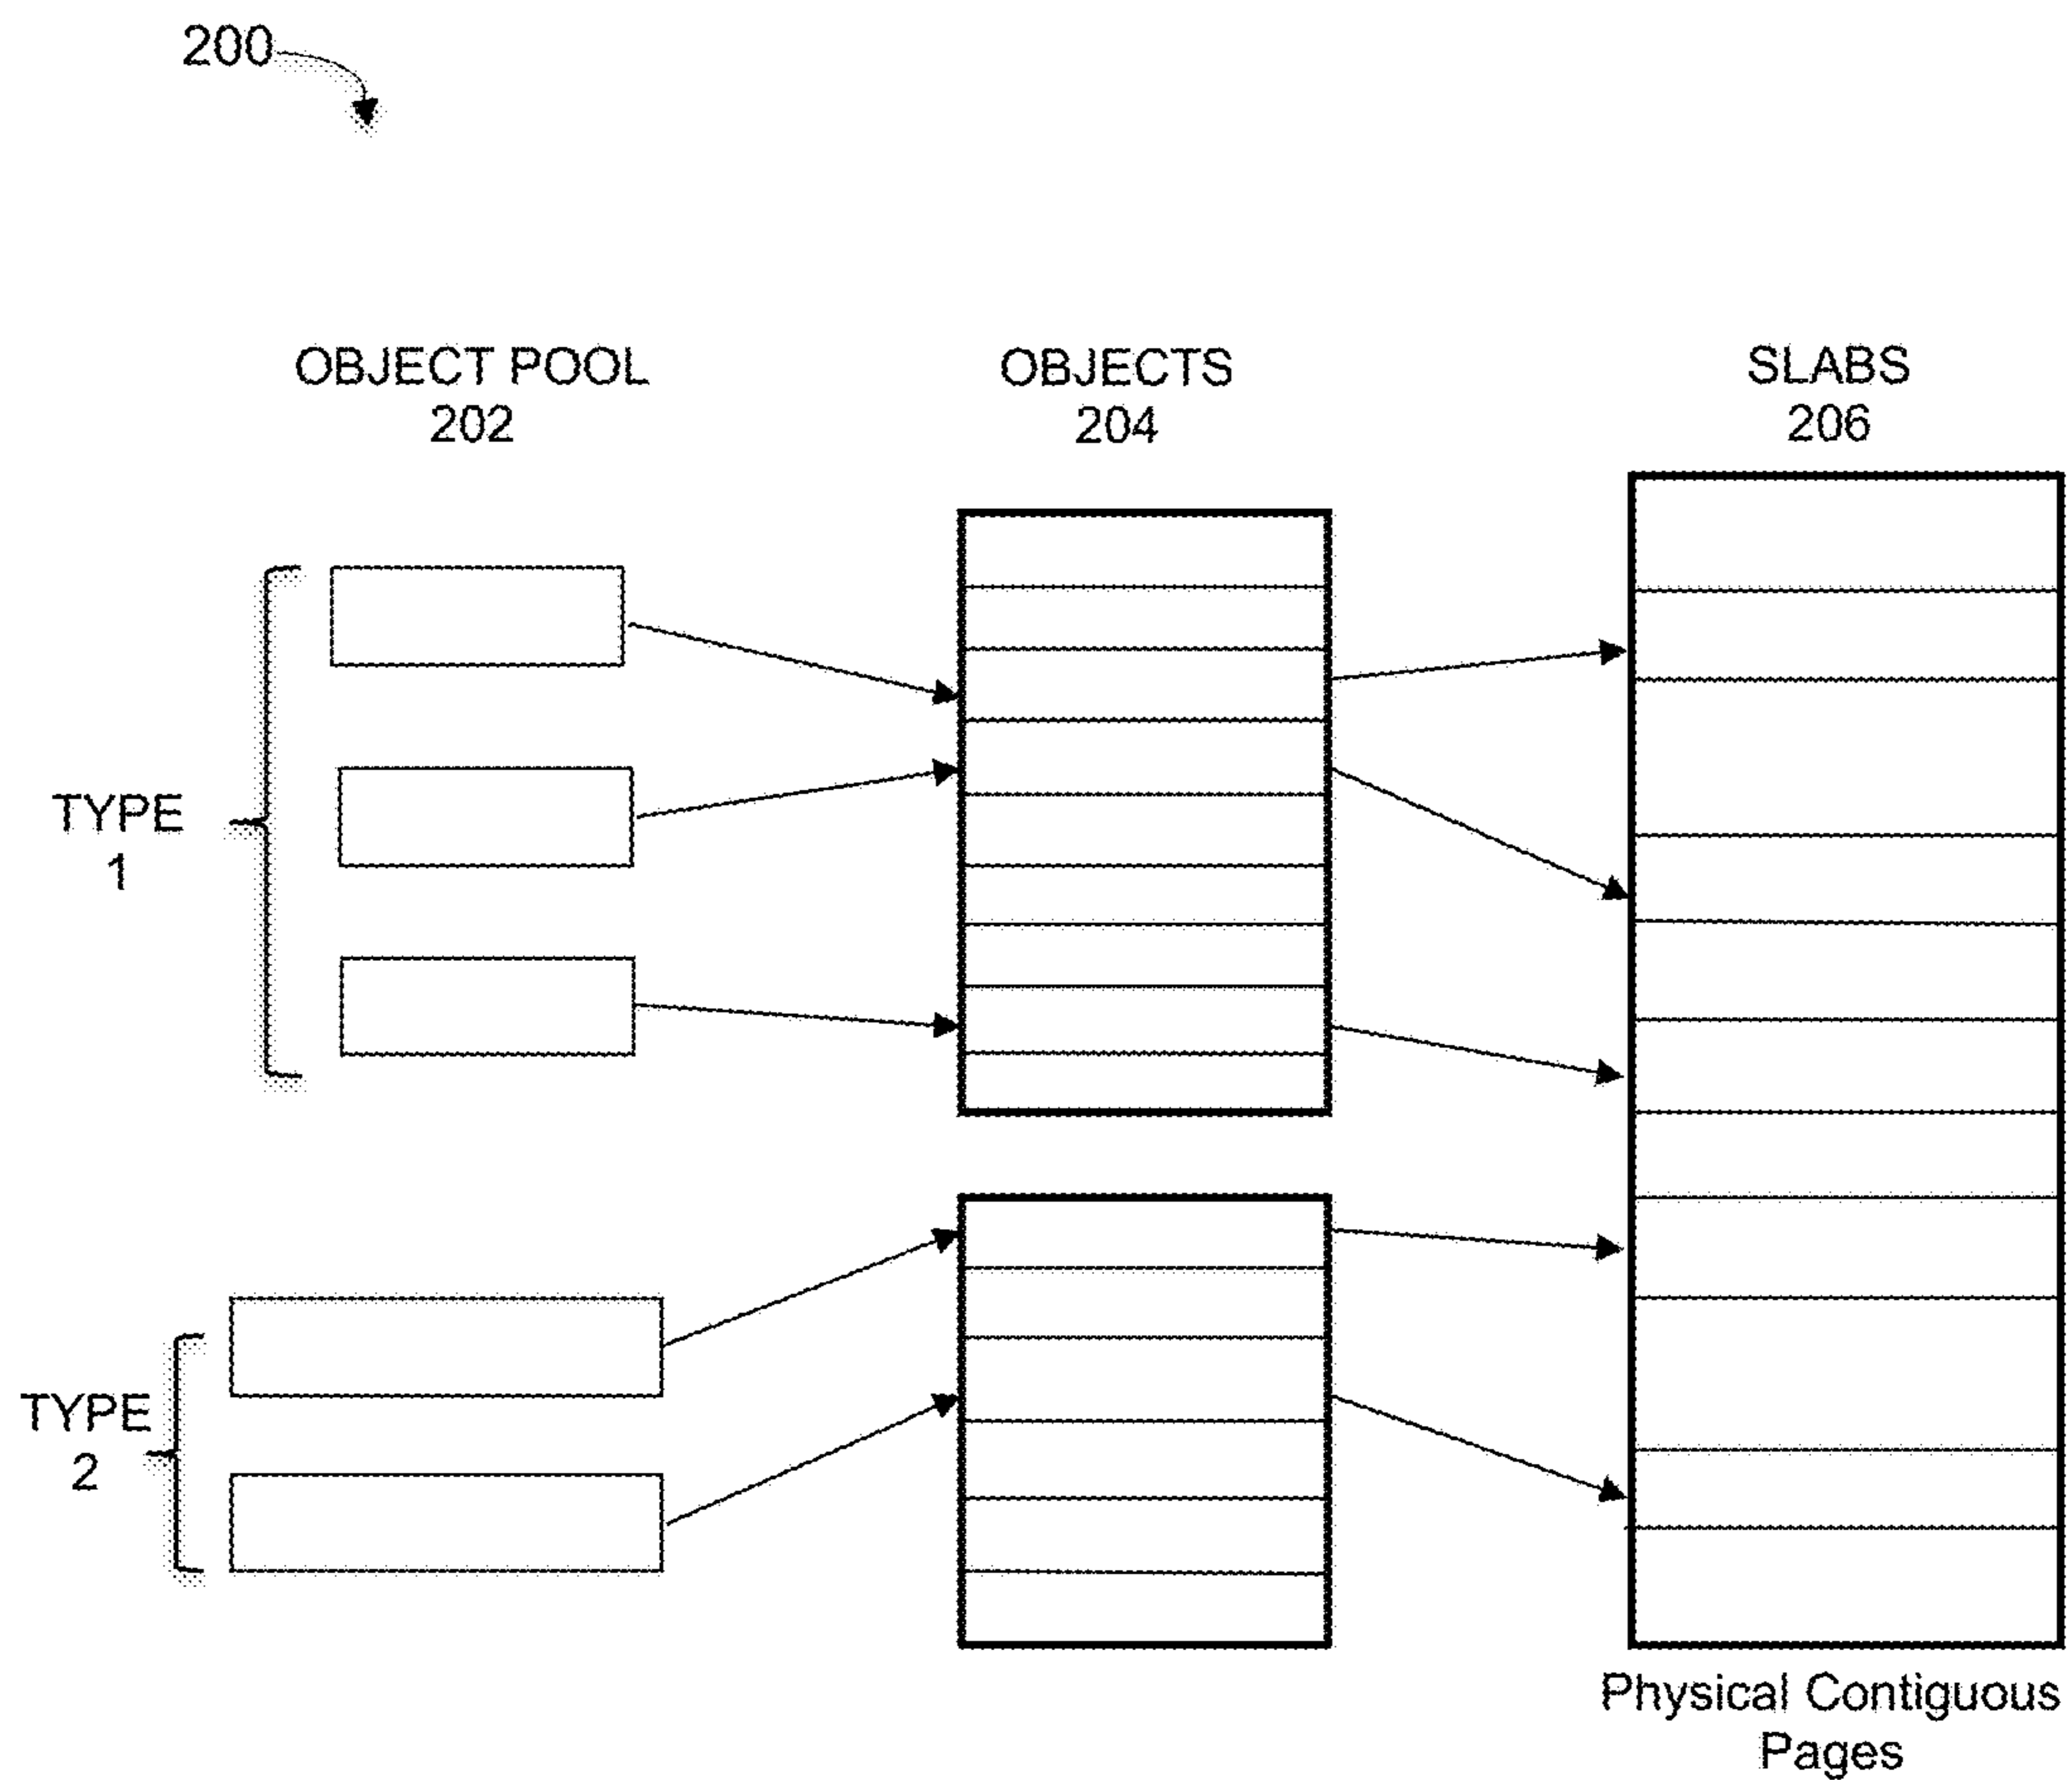 200
OBJECT POOL
202
OBJECTS
204
SLABS
206
TYPE
1
TYPE
2
Physical Contiguous
Pages